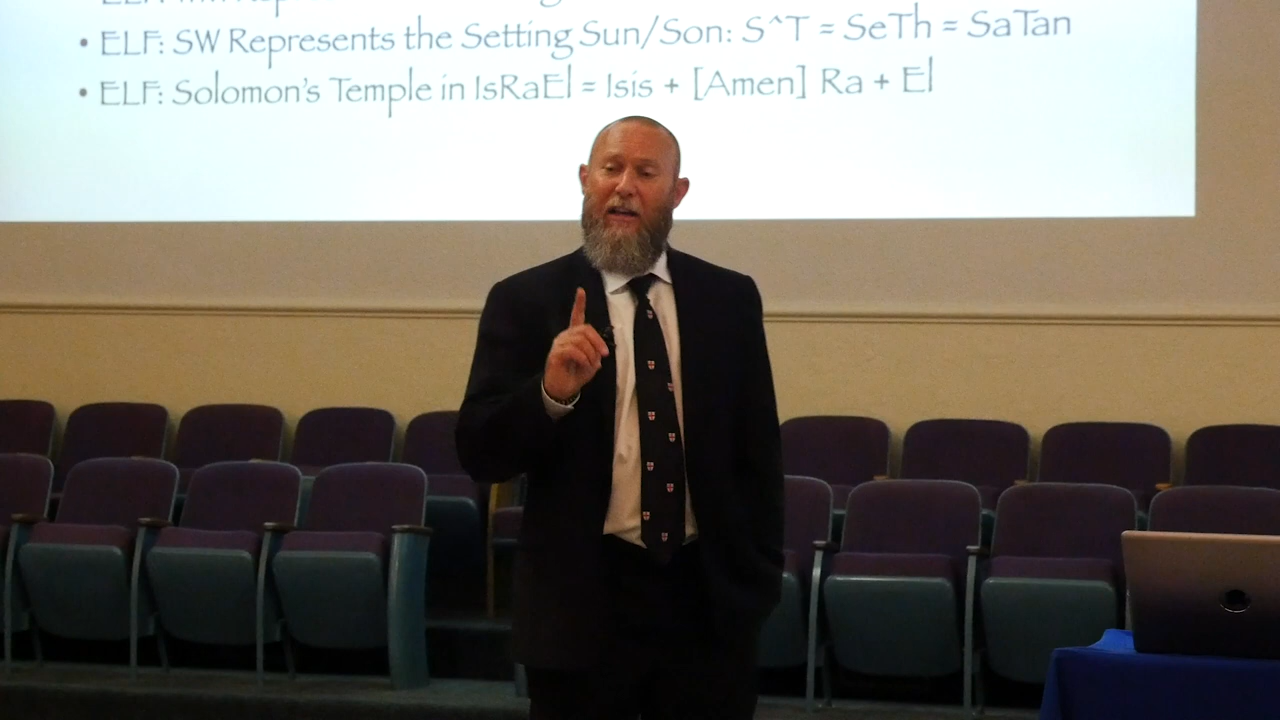 • ELF: SW Represents the Setting Sun/Son: S^T = SeTh = SaTan
• ELF: Solomon's Temple in IsRaEl = Isis + [Amen] Ra + El